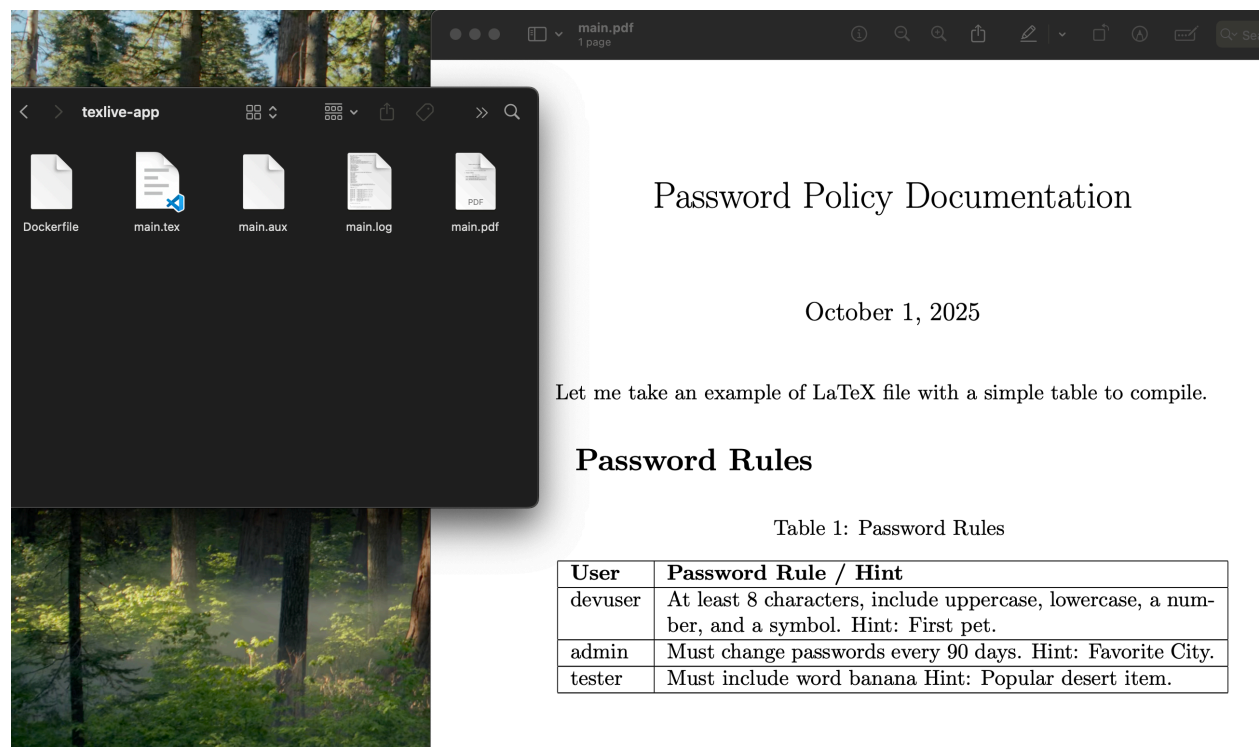 main.pdf
1 page
texlive-app
Dockerfile
main.tex
main.aux
main.log
PDF
main.pdf
Password Policy Documentation
October 1, 2025
Let me take an example of LaTeX file with a simple table to compile.
Password Rules
Table 1: Password Rules
User Password Rule / Hint
devuser At least 8 characters, include uppercase, lowercase, a num-
ber, and a symbol. Hint: First pet.
admin Must change passwords every 90 days. Hint: Favorite City.
tester Must include word banana Hint: Popular desert item.